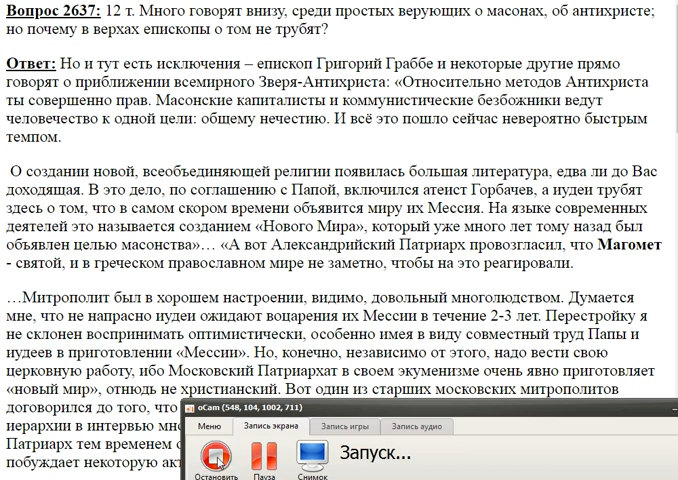 Вопрос 2637: 12 т. Много говорят внизу, среди простых верующих о масонах, об антихристе;
но почему в верхах епископы о том не трубят?
Ответ: Но и тут есть исключения – епископ Григорий Граббе и некоторые другие прямо
говорят о приближении всемирного Зверя-Антихриста: «Относительно методов Антихриста
ты совершенно прав. Масонские капиталисты и коммунистические безбожники ведут
человечество к одной цели: общему нечестию. И всё это пошло сейчас невероятно быстрым
темпом.
О создании новой, всеобъединяющей религии появилась большая литература, едва ли до Вас
доходящая. В это дело, по соглашению с Папой, включился атеист Горбачев, а иудеи трубят
здесь о том, что в самом скором времени объявится миру их Мессия. На языке современных
деятелей это называется созданием «Нового Мира», который уже много лет тому назад был
объявлен целью масонства»… «А вот Александрийский Патриарх провозгласил, что Магомет
- святой, и в греческом православном мире не заметно, чтобы на это реагировали.
…Митрополит был в хорошем настроении, видимо, довольный многолюдством. Думается
мне, что не напрасно иудеи ожидают воцарения их Мессии в течение 2-3 лет. Перестройку я
не склонен воспринимать оптимистически, особенно имея в виду совместный труд Папы и
иудеев в приготовлении «Мессии». Но, конечно, независимо от этого, надо вести свою
церковную работу, ибо Московский Патриархат в своем экуменизме очень явно приготовляет
«новый мир», отнюдь не христианский. Вот один из старших московских митрополитов
договорился до того, что
иерархии в интервью
Патриарх тем временем
побуждает некоторую
oCam (548, 104, 1002, 711)
Меню Запись экрана Запись игры Запись аудио
Запуск...
Остановить Пауза Снимок